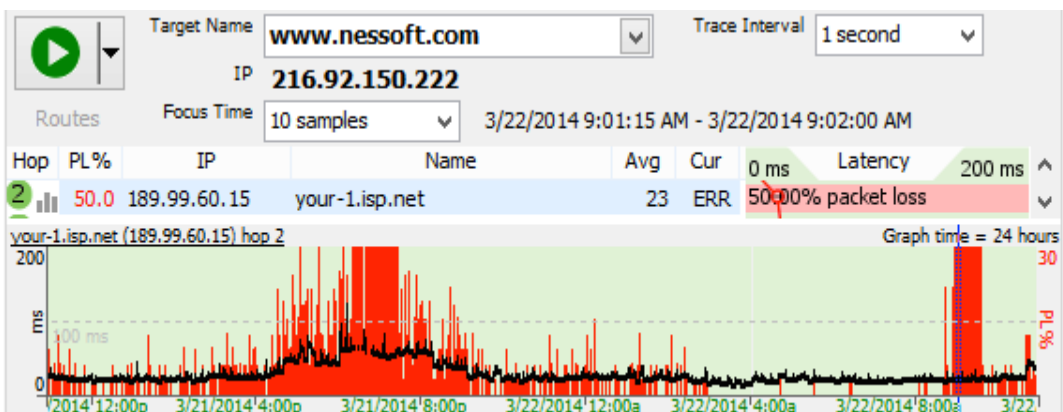 Target Name www.nessoft.com Trace Interval 1 second
IP 216.92.150.222
Routes Focus Time 10 samples 3/22/2014 9:01:15 AM - 3/22/2014 9:02:00 AM
Hop PL% IP Name Avg Cur 0 ms Latency 200 ms
2 50.0 189.99.60.15 your-1.isp.net 23 ERR 50.00% packet loss
your-1.isp.net (189.99.60.15) hop 2 Graph time = 24 hours
200 30
ms 100 ms PL%
0
/2014 12:00p 3/21/2014 4:00p 3/21/2014 8:00p 3/22/2014 12:00a 3/22/2014 4:00a 3/22/2014 8:00a 3/22